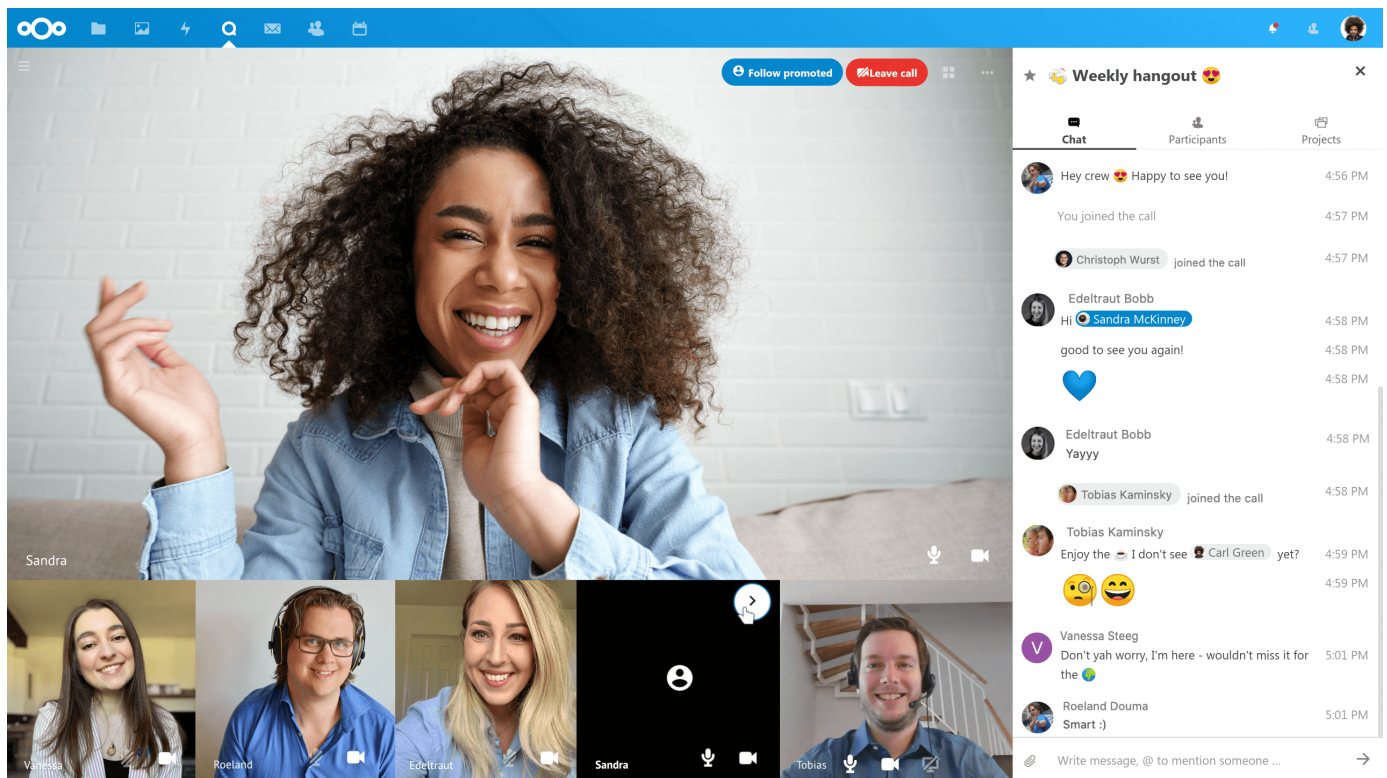 Follow promoted
Leave call
Sandra
Vanessa
Roeland
Edeltraut
Sandra
Tobias
Weekly hangout
Chat
Participants
Projects
Hey crew 😍 Happy to see you! 4:56 PM
You joined the call 4:57 PM
Christoph Wurst joined the call 4:57 PM
Edeltraut Bobb
Hi Sandra McKinney 4:58 PM
good to see you again! 4:58 PM
4:58 PM
Edeltraut Bobb 4:58 PM
Yayyy
Tobias Kaminsky joined the call 4:58 PM
Tobias Kaminsky
Enjoy the ☕ I don't see Carl Green yet? 4:59 PM
4:59 PM
Vanessa Steeg
V
Don't yah worry, I'm here - wouldn't miss it for 5:01 PM
the 🌍
Roeland Douma
Smart :) 5:01 PM
Write message, @ to mention someone ...